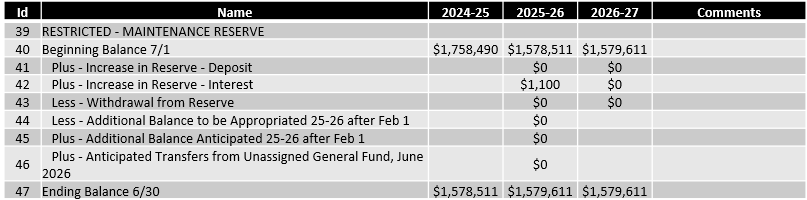 Id Name 2024-25 2025-26 2026-27 Comments
39 RESTRICTED - MAINTENANCE RESERVE
40 Beginning Balance 7/1 $1,758,490 $1,578,511 $1,579,611
41 Plus - Increase in Reserve - Deposit $0 $0
42 Plus - Increase in Reserve - Interest $1,100 $0
43 Less - Withdrawal from Reserve $0 $0
44 Less - Additional Balance to be Appropriated 25-26 after Feb 1 $0
45 Plus - Additional Balance Anticipated 25-26 after Feb 1 $0
46 Plus - Anticipated Transfers from Unassigned General Fund, June $0
2026
47 Ending Balance 6/30 $1,578,511 $1,579,611 $1,579,611